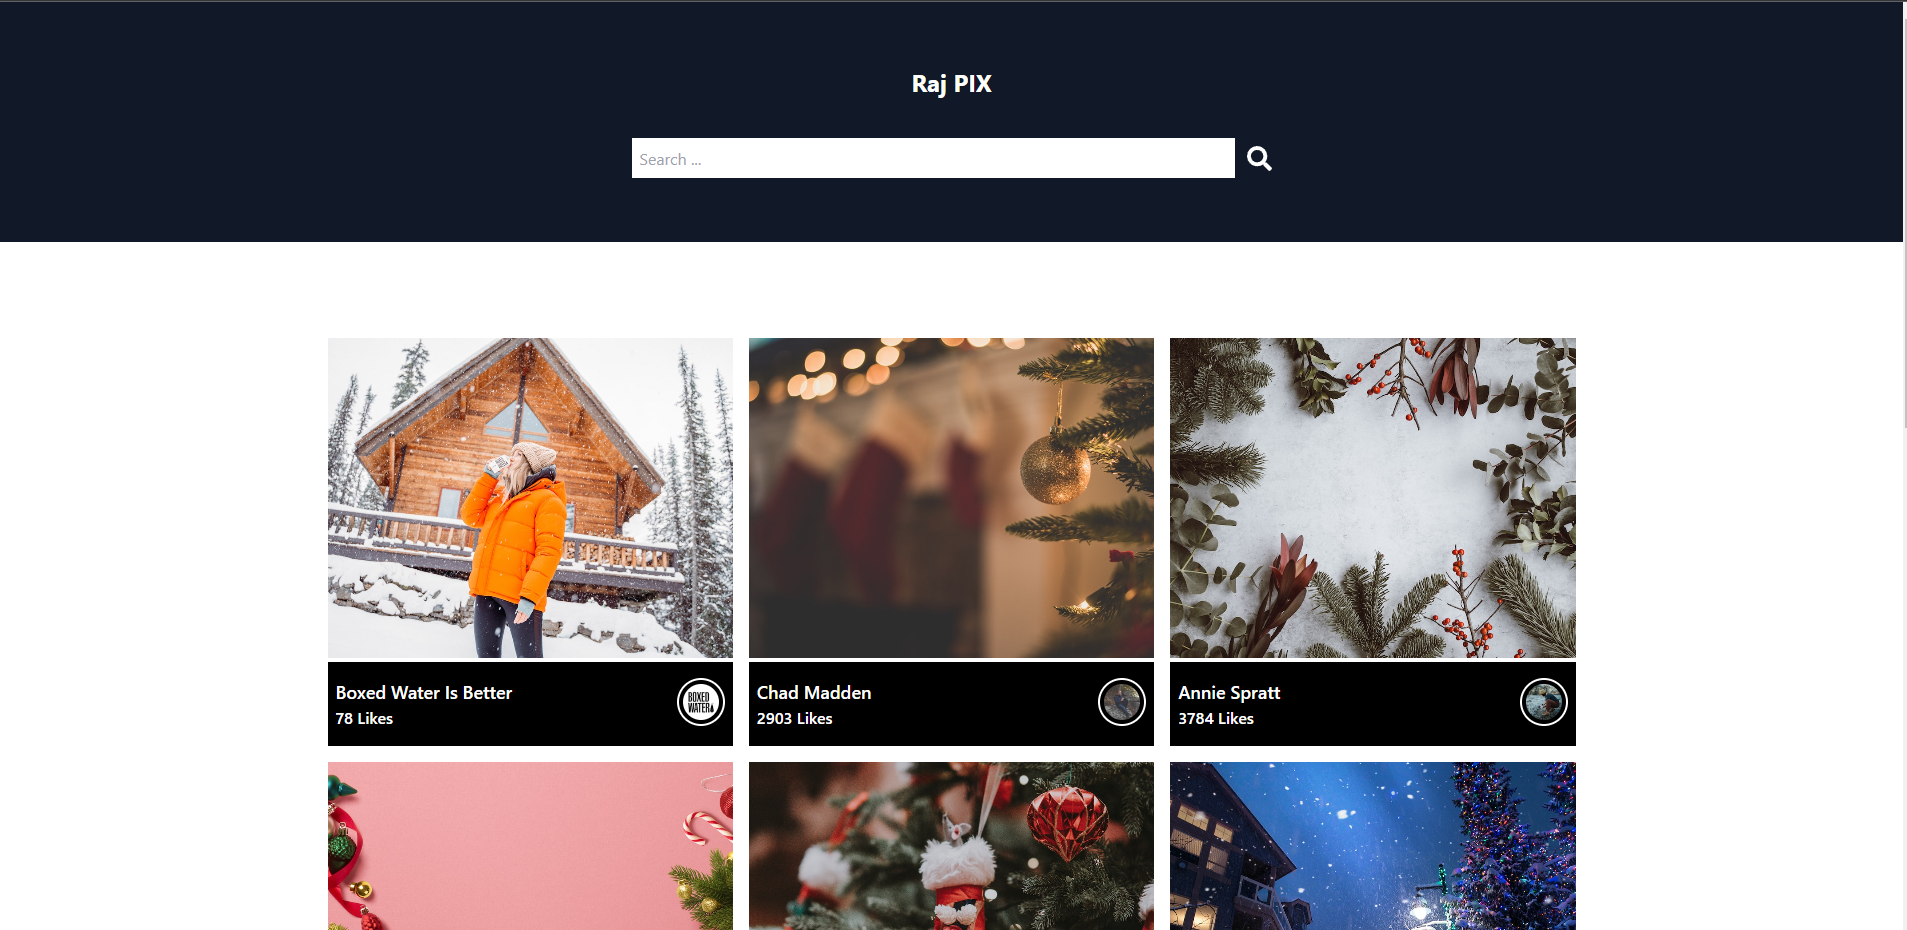 Raj PIX
Search ...
Boxed Water Is Better
78 Likes
BOXED
WATER
Chad Madden
2903 Likes
Annie Spratt
3784 Likes